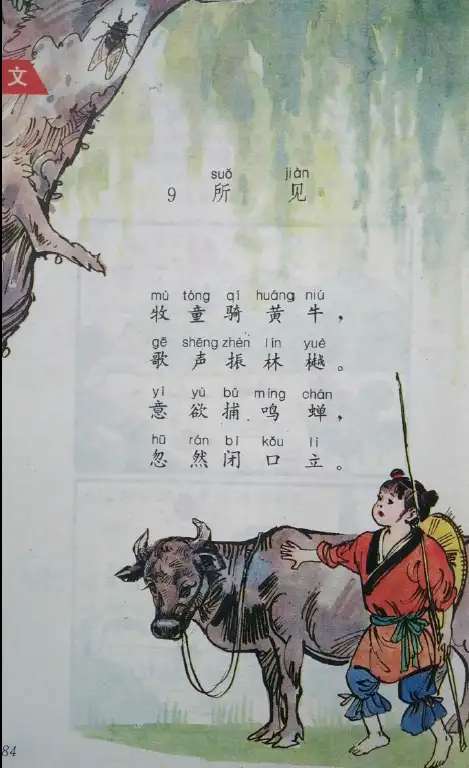 文
suǒ jiàn
9 所 见
mù tóng qí huáng niú
牧 童 骑 黄 牛，
gē shēng zhèn lín yuè
歌 声 振 林 樾。
yì yù bǔ míng chán
意 欲 捕 鸣 蝉，
hū rán bì kǒu lì
忽 然 闭 口 立。
84